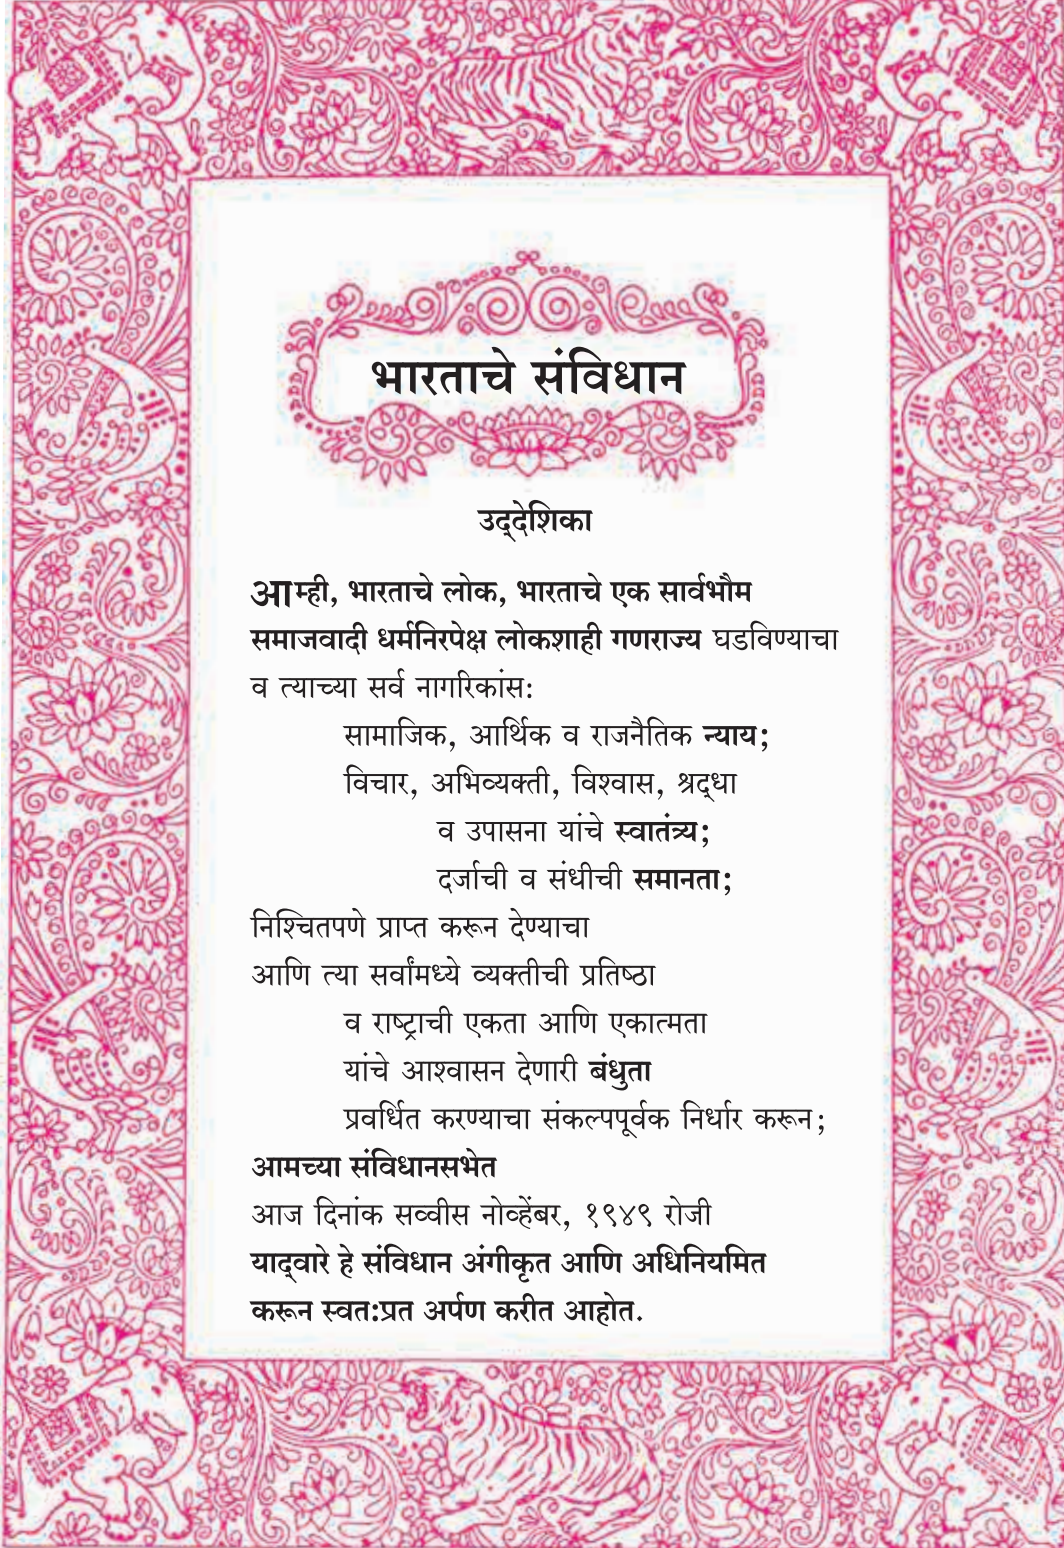 भारताचे संविधान
उद्‌देशिका
आम्ही, भारताचे लोक, भारताचे एक सार्वभौम
समाजवादी धर्मनिरपेक्ष लोकशाही गणराज्य घडविण्याचा
व त्याच्या सर्व नागरिकांस:
सामाजिक, आर्थिक व राजनैतिक न्याय;
विचार, अभिव्यक्ती, विश्वास, श्रद्‌धा
व उपासना यांचे स्वातंत्र्य;
दर्जाची व संधीची समानता;
निश्चितपणे प्राप्त करून देण्याचा
आणि त्या सर्वांमध्ये व्यक्तीची प्रतिष्ठा
व राष्ट्राची एकता आणि एकात्मता
यांचे आश्वासन देणारी बंधुता
प्रवर्धित करण्याचा संकल्पपूर्वक निर्धार करून;
आमच्या संविधानसभेत
आज दिनांक सव्वीस नोव्हेंबर, १९४९ रोजी
याद्‌वारे हे संविधान अंगीकृत आणि अधिनियमित
करून स्वत:प्रत अर्पण करीत आहोत.